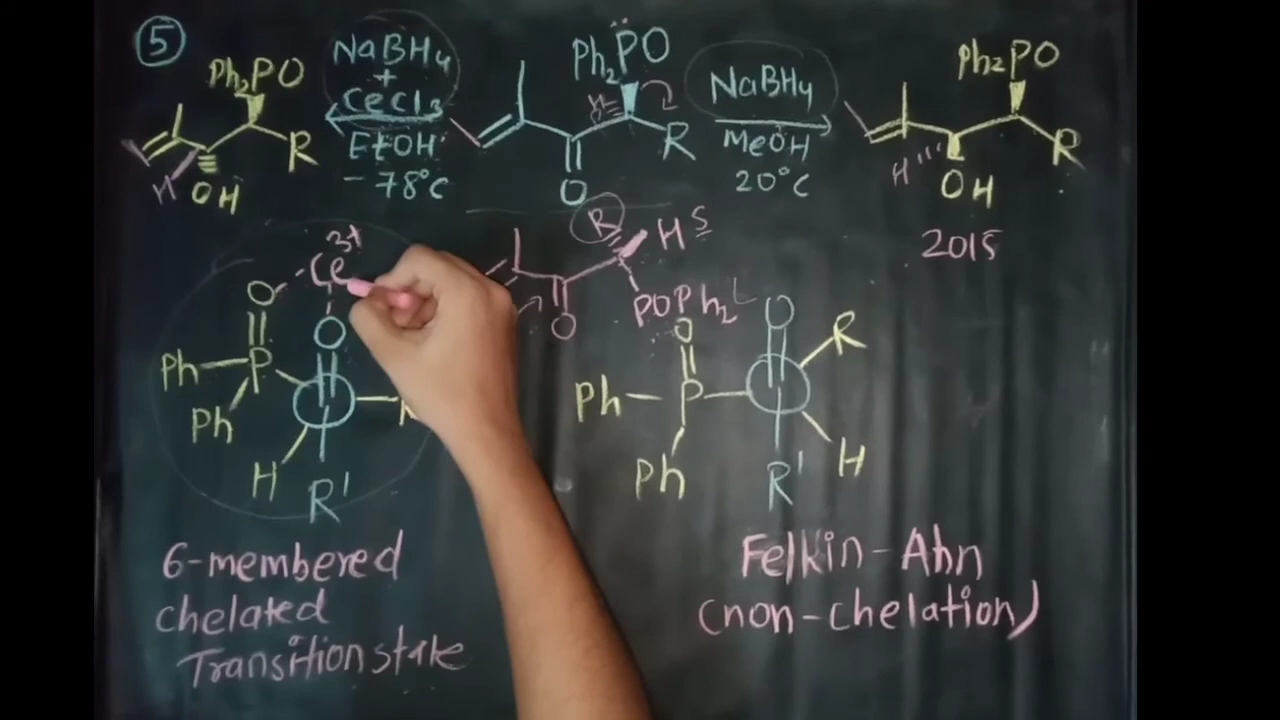 5
Ph₂PO
R
H
OH
NaBH4
+
CeCl3
EtOH
-78°C
Ph₂P̈O
H
R
O
NaBH4
MeOH
20°C
Ph2PO
R
H
OH
2015
Ce3+
O
O
Ph
P
Ph
H
R'
R
H S
O
POPh₂ L
O
O
R
Ph
P
Ph
H
R'
6-membered
chelated
Transition state
Felkin-Ahn
(non-chelation)